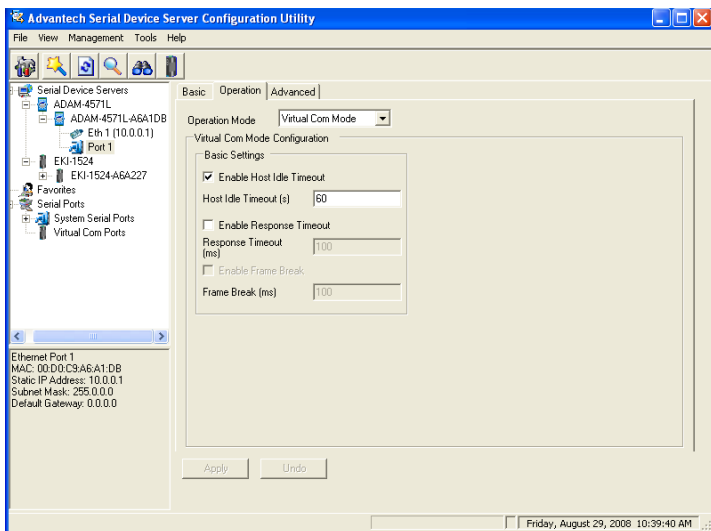 Advantech Serial Device Server Configuration Utility
File View Management Tools Help
Serial Device Servers
ADAM-4571L
ADAM-4571L-A6A1DB
Eth 1 (10.0.0.1)
Port 1
EKI-1524
EKI-1524-A6A227
Favorites
Serial Ports
System Serial Ports
Virtual Com Ports
Ethernet Port 1
MAC: 00:D0:C9:A6:A1:DB
Static IP Address: 10.0.0.1
Subnet Mask: 255.0.0.0
Default Gateway: 0.0.0.0
Basic Operation Advanced
Operation Mode Virtual Com Mode
Virtual Com Mode Configuration
Basic Settings
Enable Host Idle Timeout
Host Idle Timeout (s) 60
Enable Response Timeout
Response Timeout (ms) 100
Enable Frame Break
Frame Break (ms) 100
Apply Undo
Friday, August 29, 2008 10:39:40 AM